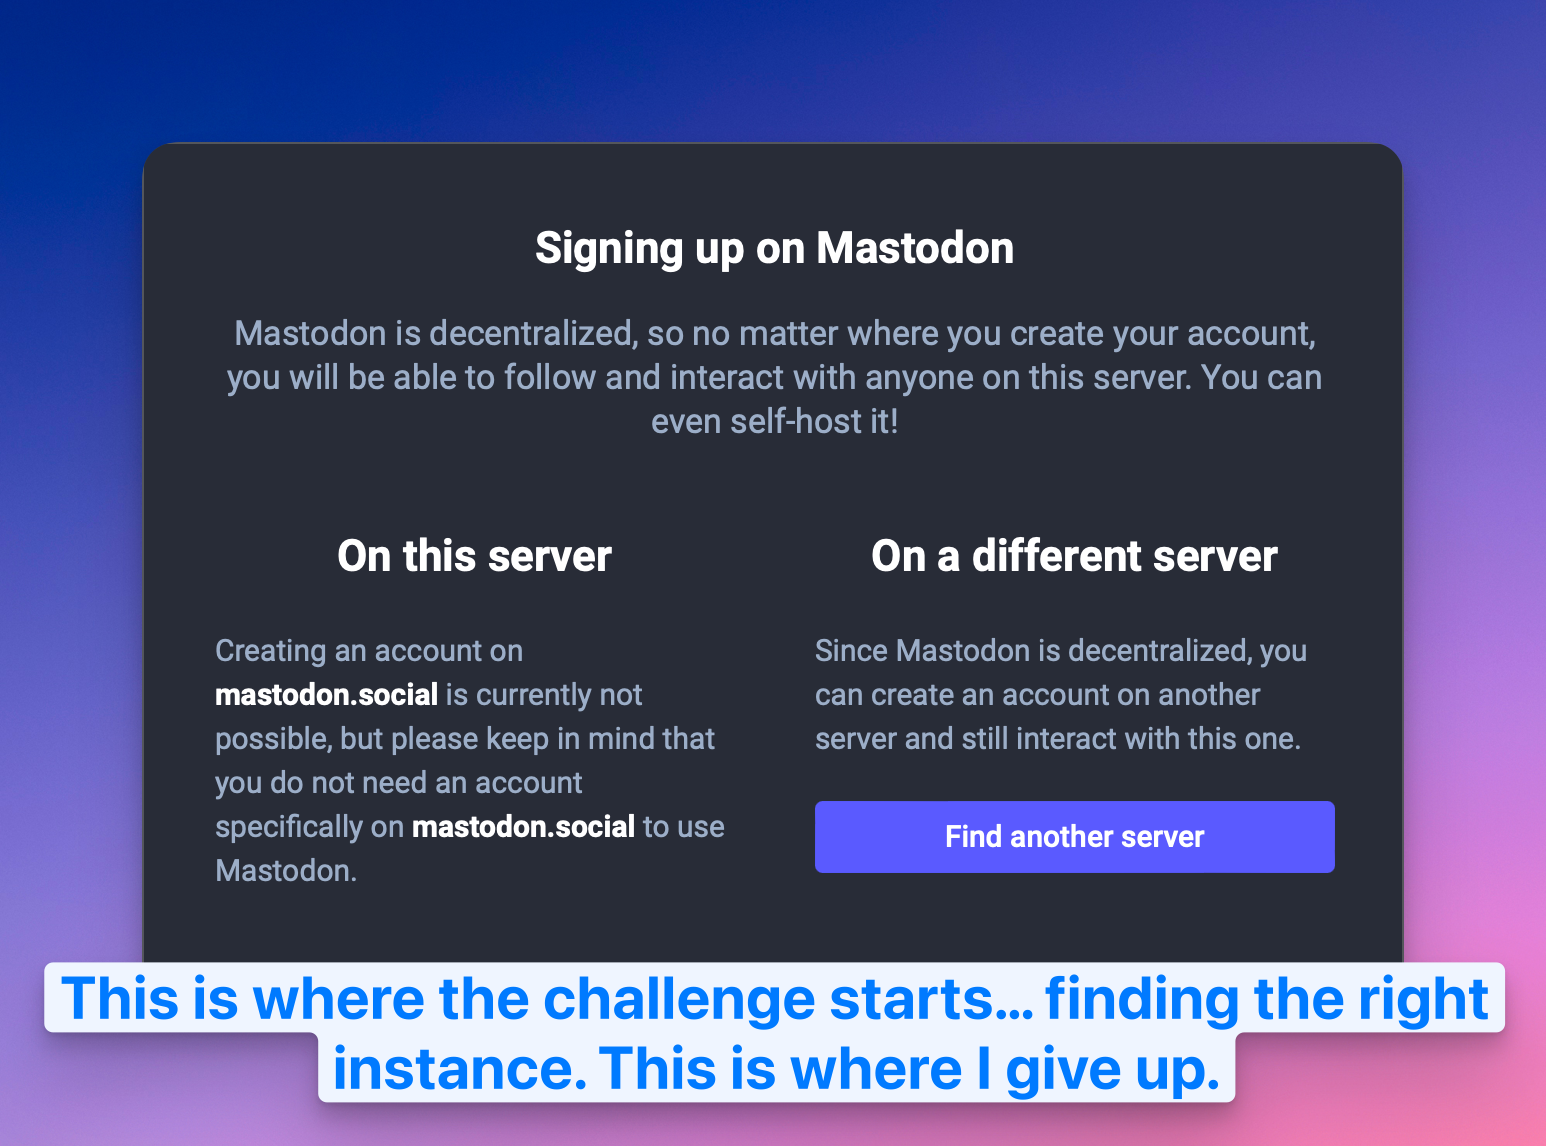 Signing up on Mastodon
Mastodon is decentralized, so no matter where you create your account,
you will be able to follow and interact with anyone on this server. You can
even self-host it!
On this server
Creating an account on
mastodon.social is currently not
possible, but please keep in mind that
you do not need an account
specifically on mastodon.social to use
Mastodon.
On a different server
Since Mastodon is decentralized, you
can create an account on another
server and still interact with this one.
Find another server
This is where the challenge starts... finding the right
instance. This is where I give up.